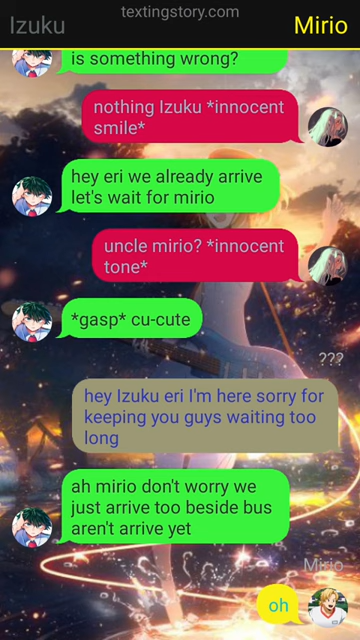 textingstory.com
Izuku
Mirio
is something wrong?
nothing Izuku *innocent
smile*
hey eri we already arrive
let's wait for mirio
uncle mirio? *innocent
tone*
*gasp* cu-cute
???
hey Izuku eri I'm here sorry for
keeping you guys waiting too
long
ah mirio don't worry we
just arrive too beside bus
aren't arrive yet
Mirio
oh